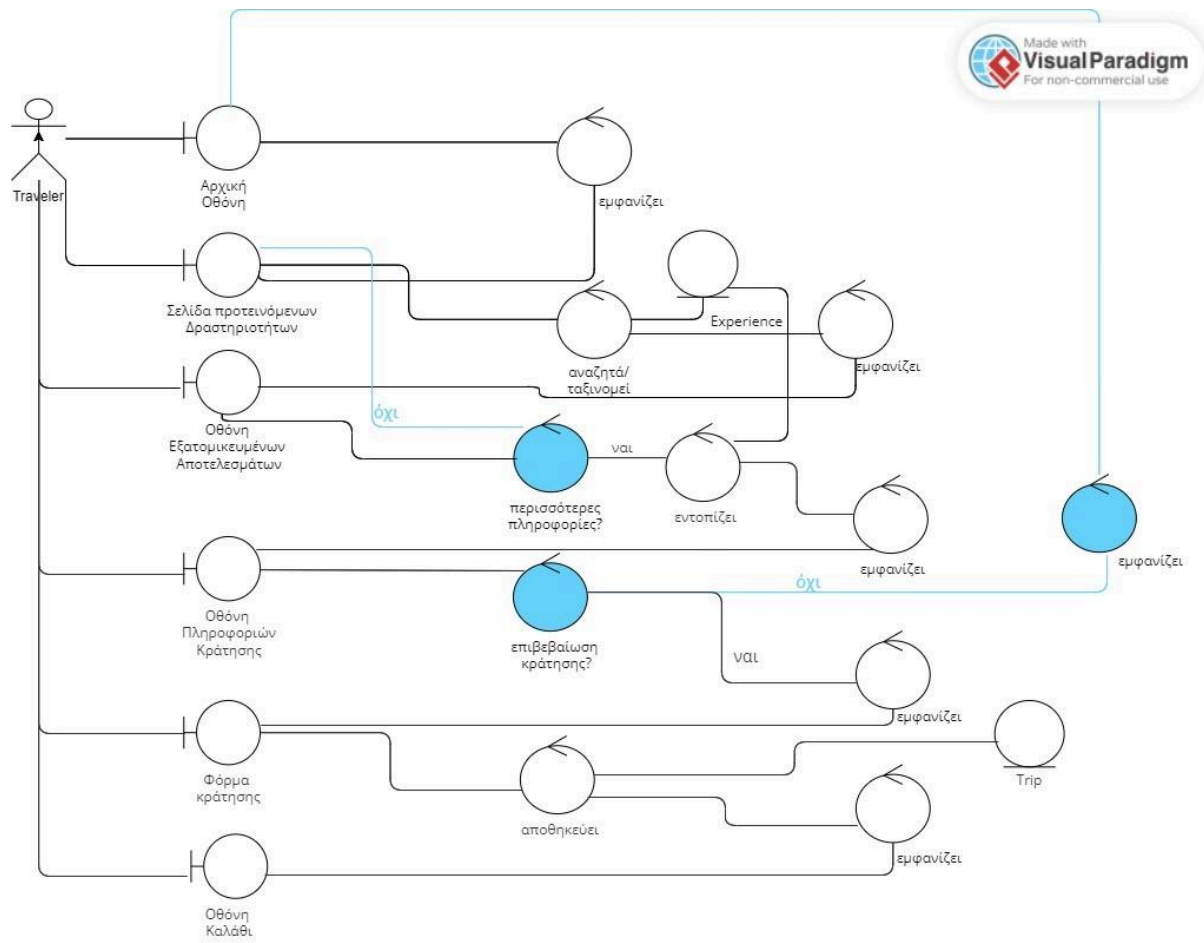 Made with
VisualParadigm
For non-commercial use
Traveler
Αρχική
Οθόνη
εμφανίζει
Σελίδα προτεινόμενων
Δραστηριοτήτων
Experience
αναζητά/
ταξινομεί
εμφανίζει
Οθόνη
Εξατομικευμένων
Αποτελεσμάτων
όχι
ναι
περισσότερες
πληροφορίες?
εντοπίζει
εμφανίζει
εμφανίζει
Οθόνη
Πληροφοριών
Κράτησης
όχι
επιβεβαίωση
κράτησης?
ναι
εμφανίζει
Φόρμα
κράτησης
αποθηκεύει
Trip
εμφανίζει
Οθόνη
Καλάθι